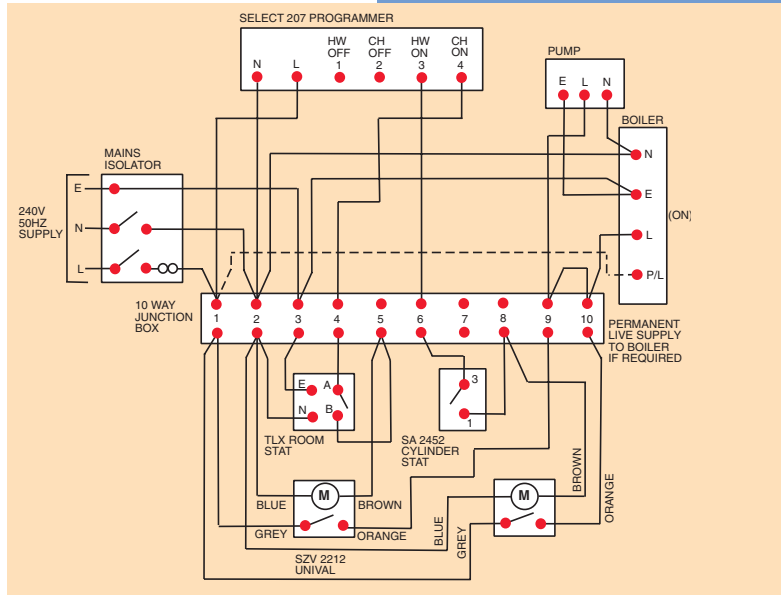 SELECT 207 PROGRAMMER
N
L
HW
OFF
1
CH
OFF
2
HW
ON
3
CH
ON
4
PUMP
E L N
BOILER
N
E
(ON)
L
P/L
MAINS
ISOLATOR
E
N
L
240V
50HZ
SUPPLY
10 WAY
JUNCTION
BOX
1 2 3 4 5 6 7 8 9 10
PERMANENT
LIVE SUPPLY
TO BOILER
IF REQUIRED
E A
N B
TLX ROOM
STAT
3
1
SA 2452
CYLINDER
STAT
M
BLUE
BROWN
GREY
ORANGE
SZV 2212
UNIVAL
M
BLUE
GREY
BROWN
ORANGE